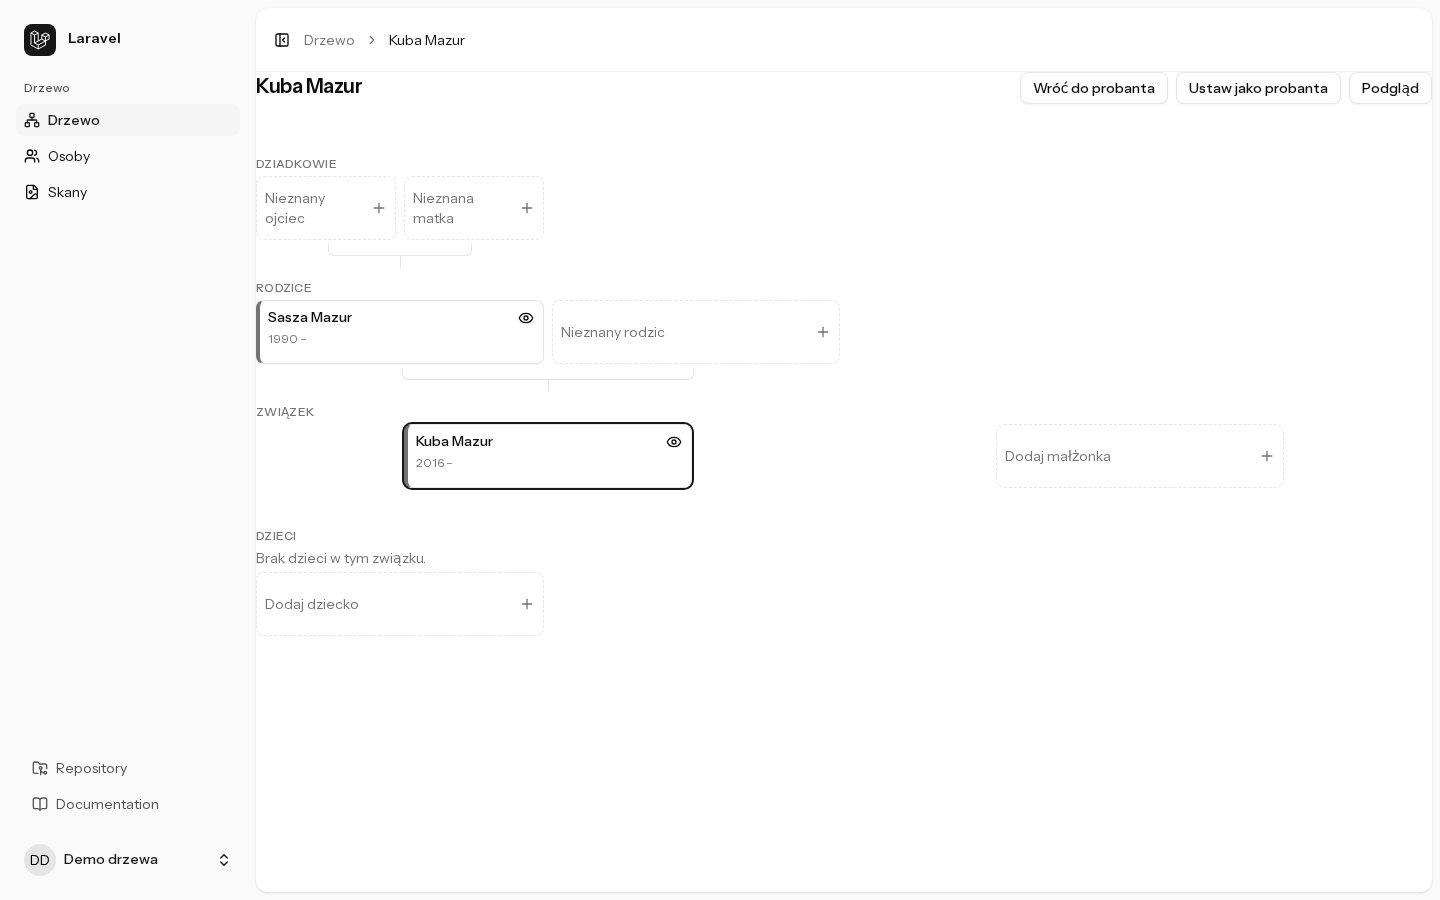 Laravel
Drzewo
Drzewo
Osoby
Skany
Repository
Documentation
DD
Demo drzewa
Drzewo
Kuba Mazur
Kuba Mazur
Wróć do probanta
Ustaw jako probanta
Podgląd
DZIADKOWIE
Nieznany
ojciec
Nieznana
matka
RODZICE
Sasza Mazur
1990 –
Nieznany rodzic
ZWIĄZEK
Kuba Mazur
2016 –
Dodaj małżonka
DZIECI
Brak dzieci w tym związku.
Dodaj dziecko